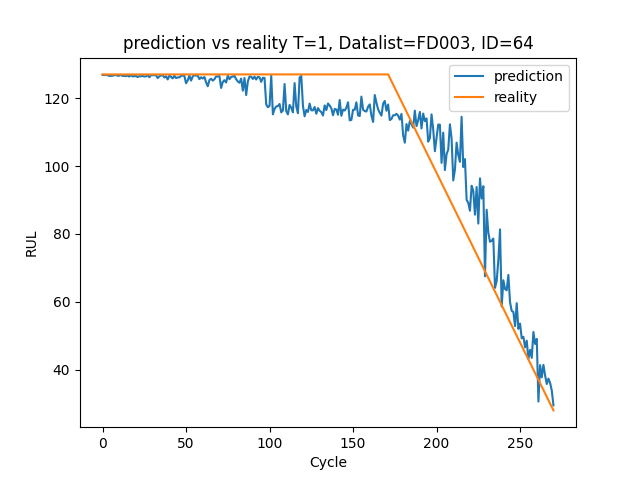 prediction vs reality T=1, Datalist=FD003, ID=64
prediction
reality
RUL
120
100
80
60
40
0
50
100
150
200
250
Cycle